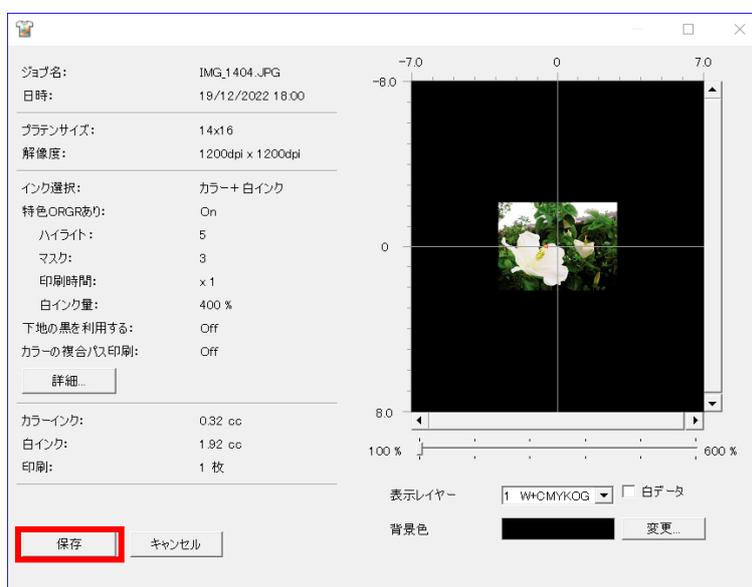 ジョブ名: IMG_1404.JPG
日時: 19/12/2022 18:00
プラテンサイズ: 14x16
解像度: 1200dpi x 1200dpi
インク選択: カラー+白インク
特色ORGRあり: On
ハイライト: 5
マスク: 3
印刷時間: x1
白インク量: 400 %
下地の黒を利用する: Off
カラーの複合パス印刷: Off
詳細...
カラーインク: 0.32 cc
白インク: 1.92 cc
印刷: 1 枚
保存 キャンセル
-7.0 0 7.0
-8.0
0
8.0
100 % 600 %
表示レイヤー 1 W+CMYKOG 白データ
背景色 変更...